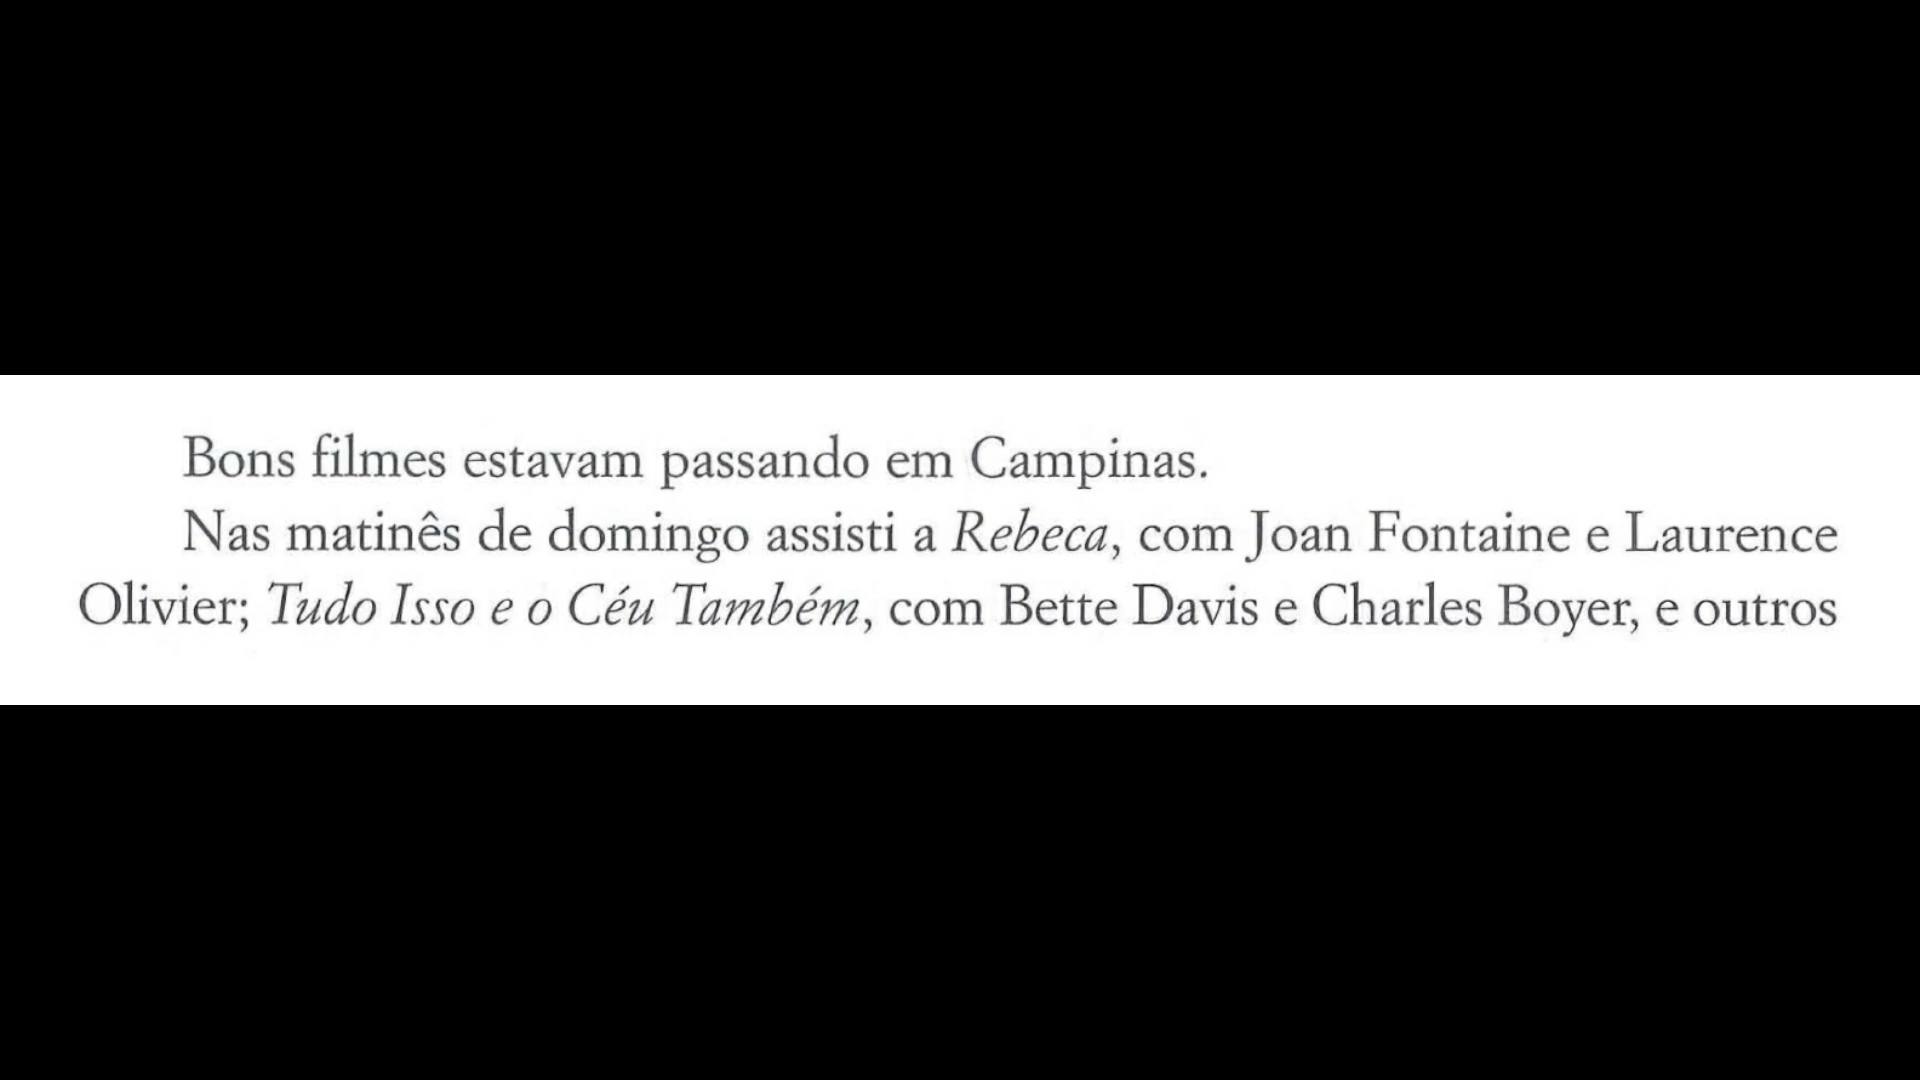 Bons filmes estavam passando em Campinas.
Nas matinês de domingo assisti a Rebeca, com Joan Fontaine e Laurence
Olivier; Tudo Isso e o Céu Também, com Bette Davis e Charles Boyer, e outros